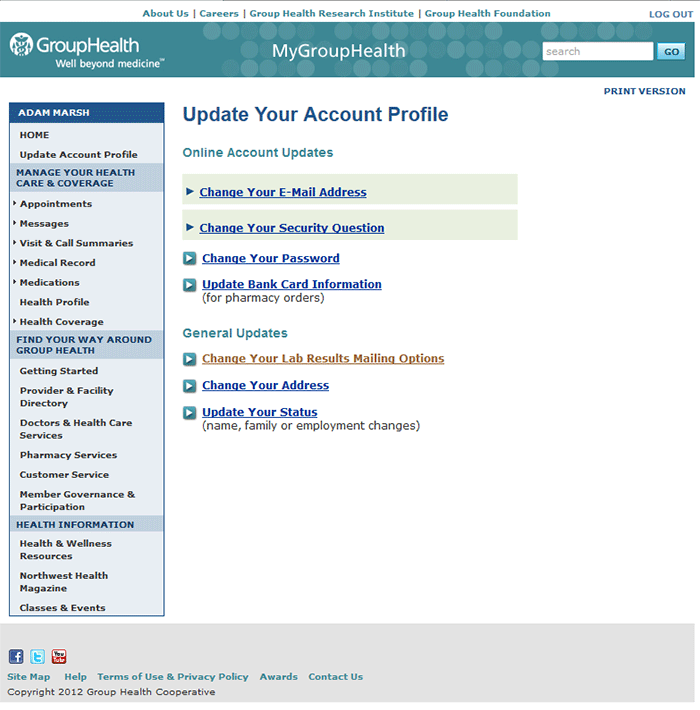 About Us | Careers | Group Health Research Institute | Group Health Foundation
LOG OUT
GroupHealth
Well beyond medicine℠
MyGroupHealth
search
GO
PRINT VERSION
ADAM MARSH
HOME
Update Account Profile
MANAGE YOUR HEALTH
CARE & COVERAGE
Appointments
Messages
Visit & Call Summaries
Medical Record
Medications
Health Profile
Health Coverage
FIND YOUR WAY AROUND
GROUP HEALTH
Getting Started
Provider & Facility
Directory
Doctors & Health Care
Services
Pharmacy Services
Customer Service
Member Governance &
Participation
HEALTH INFORMATION
Health & Wellness
Resources
Northwest Health
Magazine
Classes & Events
Update Your Account Profile
Online Account Updates
Change Your E-Mail Address
Change Your Security Question
Change Your Password
Update Bank Card Information
(for pharmacy orders)
General Updates
Change Your Lab Results Mailing Options
Change Your Address
Update Your Status
(name, family or employment changes)
You Tube
Site Map Help Terms of Use & Privacy Policy Awards Contact Us
Copyright 2012 Group Health Cooperative